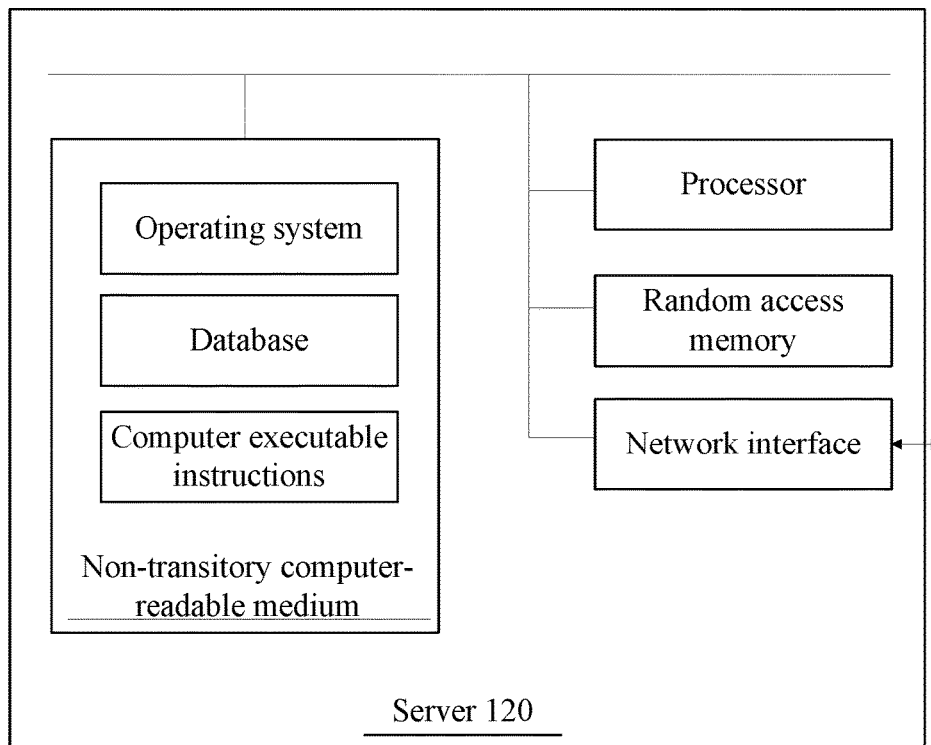 Operating system
Database
Computer executable
instructions
Non-transitory computer-
readable medium
Processor
Random access
memory
Network interface
Server 120